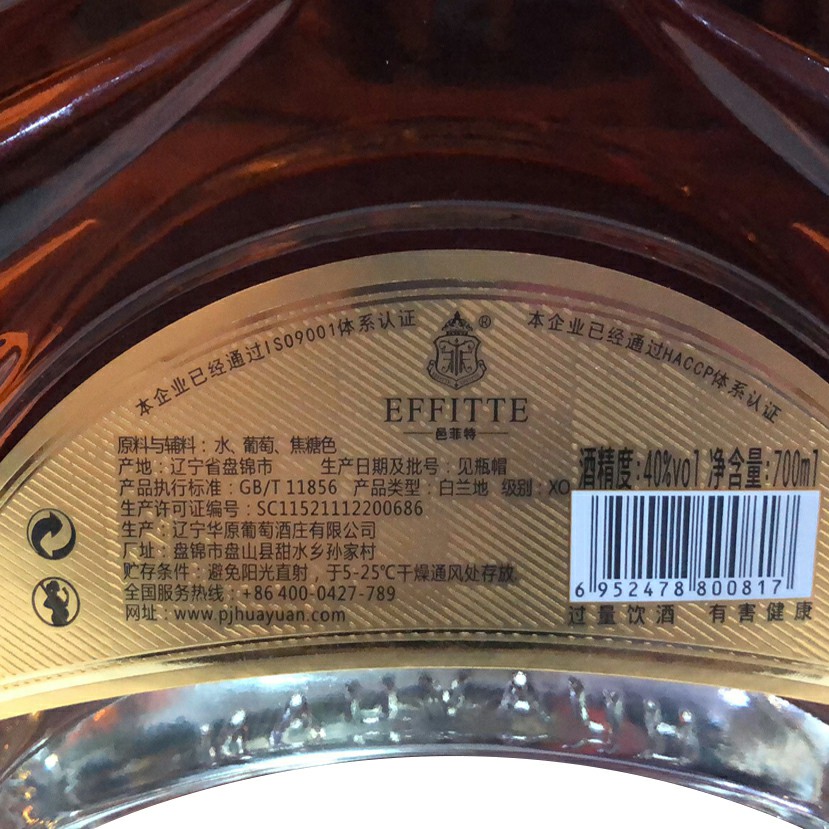 本企业已经通过ISO9001体系认证
本企业已经通过HACCP体系认证
®
EFFITTE
邑菲特
原料与辅料：水、葡萄、焦糖色
产地：辽宁省盘锦市 生产日期及批号：见瓶帽
产品执行标准：GB/T 11856 产品类型：白兰地 级别：XO
生产许可证编号：SC11521112200686
生产：辽宁华原葡萄酒庄有限公司
厂址：盘锦市盘山县甜水乡孙家村
贮存条件：避免阳光直射，于5-25℃干燥通风处存放
全国服务热线：+86 400-0427-789
网址：www.pjhuayuan.com
酒精度:40%vol 净含量:700ml
6 952478 800817
过量饮酒 有害健康